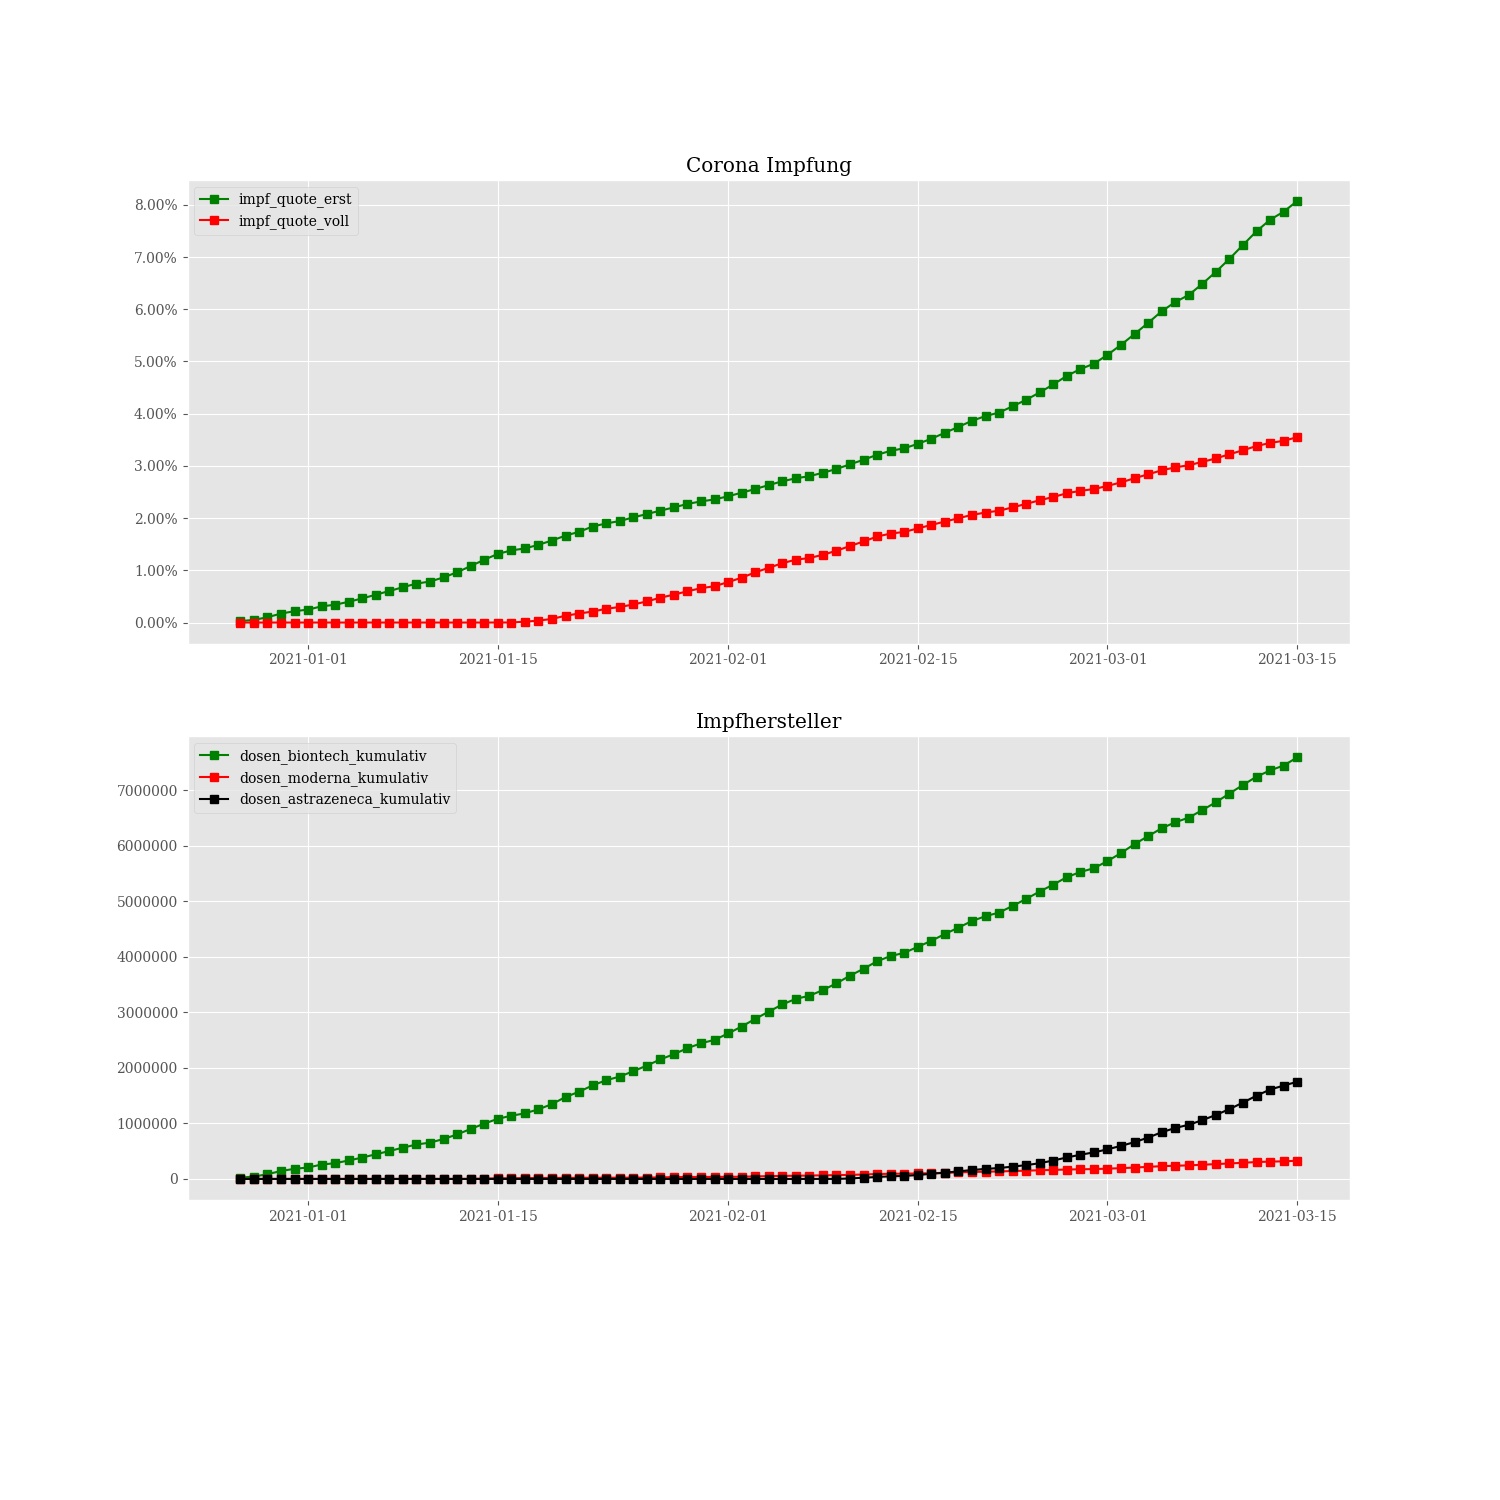 Corona Impfung
impf_quote_erst
impf_quote_voll
8.00%
7.00%
6.00%
5.00%
4.00%
3.00%
2.00%
1.00%
0.00%
2021-01-01 2021-01-15 2021-02-01 2021-02-15 2021-03-01 2021-03-15
Impfhersteller
dosen_biontech_kumulativ
dosen_moderna_kumulativ
dosen_astrazeneca_kumulativ
7000000
6000000
5000000
4000000
3000000
2000000
1000000
0
2021-01-01 2021-01-15 2021-02-01 2021-02-15 2021-03-01 2021-03-15